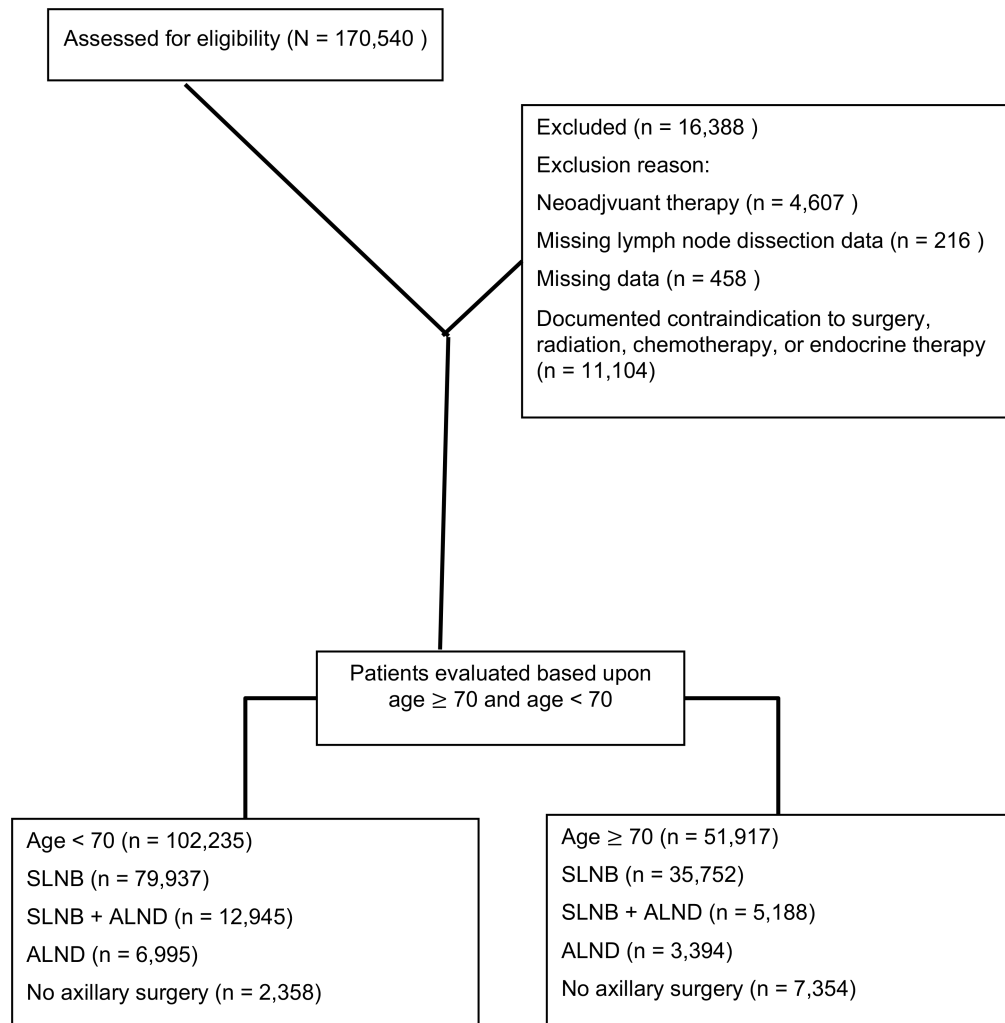 Assessed for eligibility (N = 170,540 )
Excluded (n = 16,388 )
Exclusion reason:
Neoadjvuant therapy (n = 4,607 )
Missing lymph node dissection data (n = 216 )
Missing data (n = 458 )
Documented contraindication to surgery,
radiation, chemotherapy, or endocrine therapy
(n = 11,104)
Patients evaluated based upon
age ≥ 70 and age < 70
Age < 70 (n = 102,235)
SLNB (n = 79,937)
SLNB + ALND (n = 12,945)
ALND (n = 6,995)
No axillary surgery (n = 2,358)
Age ≥ 70 (n = 51,917)
SLNB (n = 35,752)
SLNB + ALND (n = 5,188)
ALND (n = 3,394)
No axillary surgery (n = 7,354)